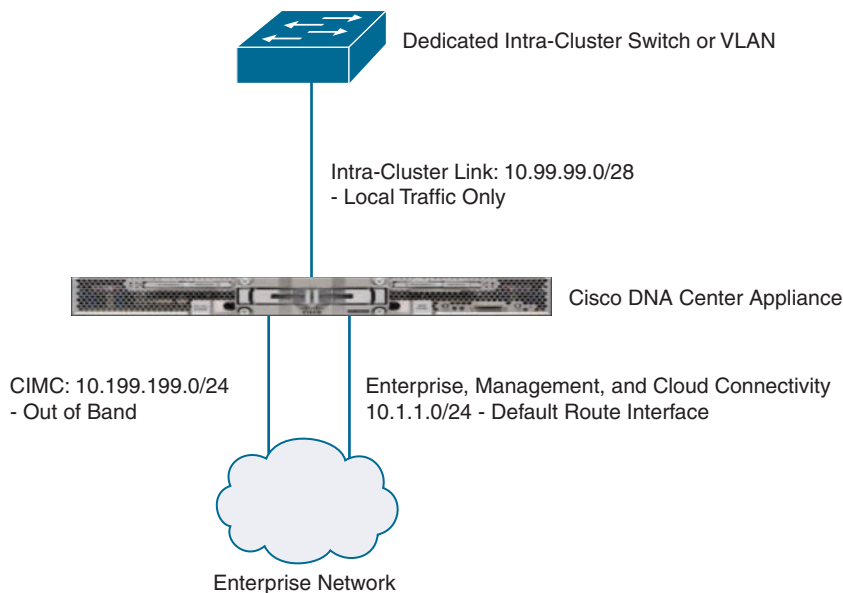 Dedicated Intra-Cluster Switch or VLAN
Intra-Cluster Link: 10.99.99.0/28
- Local Traffic Only
Cisco DNA Center Appliance
CIMC: 10.199.199.0/24
- Out of Band
Enterprise, Management, and Cloud Connectivity
10.1.1.0/24 - Default Route Interface
Enterprise Network